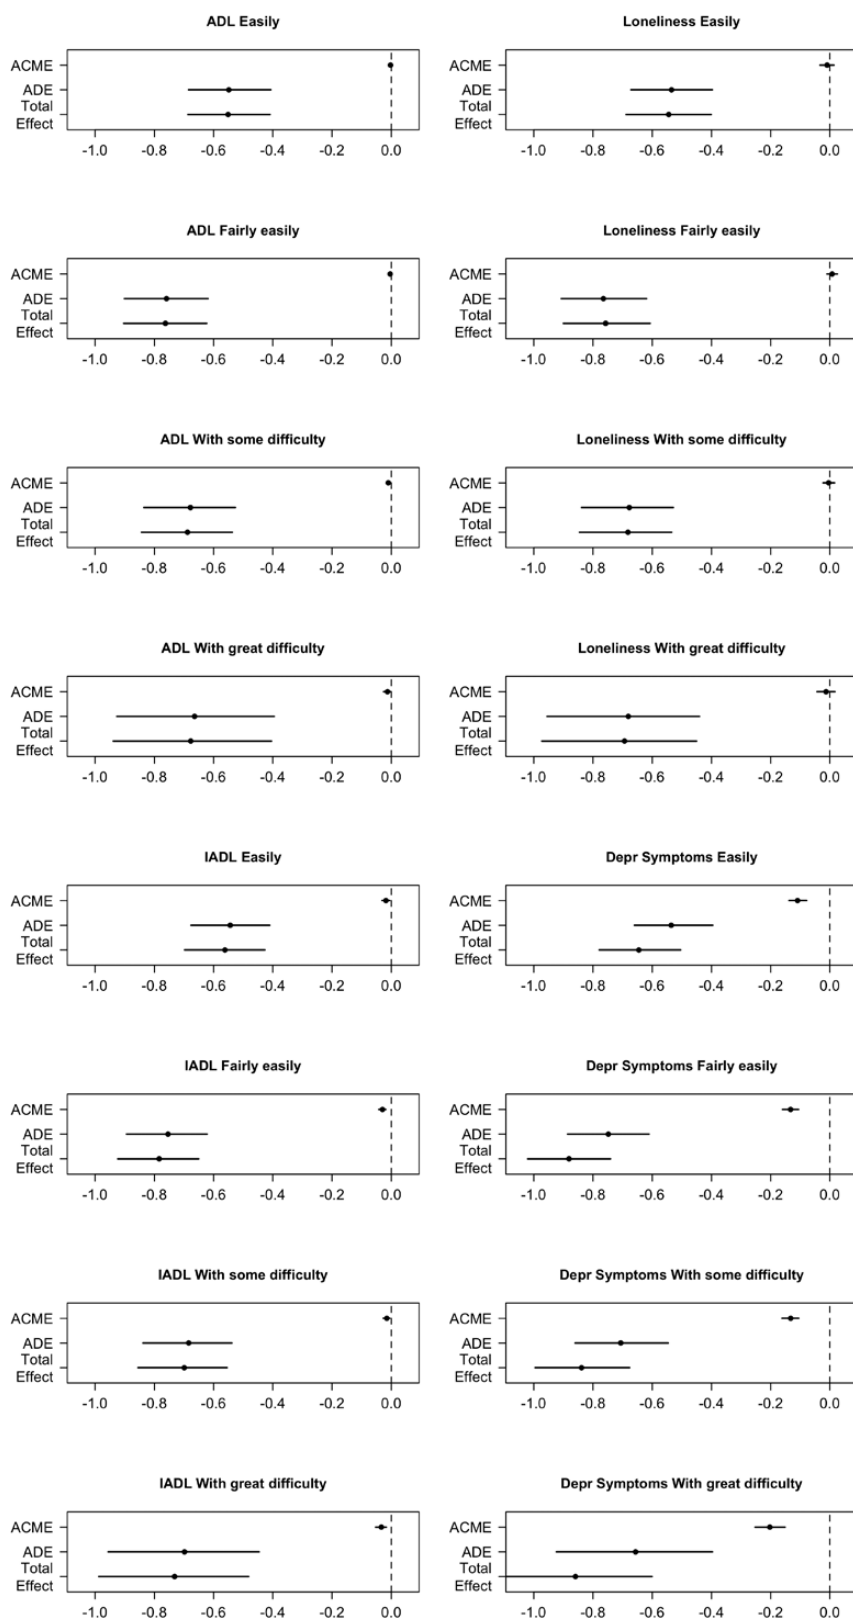 ADL Easily
ACME
ADE
Total
Effect
-1.0 -0.8 -0.6 -0.4 -0.2 0.0
Loneliness Easily
ACME
ADE
Total
Effect
-1.0 -0.8 -0.6 -0.4 -0.2 0.0
ADL Fairly easily
ACME
ADE
Total
Effect
-1.0 -0.8 -0.6 -0.4 -0.2 0.0
Loneliness Fairly easily
ACME
ADE
Total
Effect
-1.0 -0.8 -0.6 -0.4 -0.2 0.0
ADL With some difficulty
ACME
ADE
Total
Effect
-1.0 -0.8 -0.6 -0.4 -0.2 0.0
Loneliness With some difficulty
ACME
ADE
Total
Effect
-1.0 -0.8 -0.6 -0.4 -0.2 0.0
ADL With great difficulty
ACME
ADE
Total
Effect
-1.0 -0.8 -0.6 -0.4 -0.2 0.0
Loneliness With great difficulty
ACME
ADE
Total
Effect
-1.0 -0.8 -0.6 -0.4 -0.2 0.0
IADL Easily
ACME
ADE
Total
Effect
-1.0 -0.8 -0.6 -0.4 -0.2 0.0
Depr Symptoms Easily
ACME
ADE
Total
Effect
-1.0 -0.8 -0.6 -0.4 -0.2 0.0
IADL Fairly easily
ACME
ADE
Total
Effect
-1.0 -0.8 -0.6 -0.4 -0.2 0.0
Depr Symptoms Fairly easily
ACME
ADE
Total
Effect
-1.0 -0.8 -0.6 -0.4 -0.2 0.0
IADL With some difficulty
ACME
ADE
Total
Effect
-1.0 -0.8 -0.6 -0.4 -0.2 0.0
Depr Symptoms With some difficulty
ACME
ADE
Total
Effect
-1.0 -0.8 -0.6 -0.4 -0.2 0.0
IADL With great difficulty
ACME
ADE
Total
Effect
-1.0 -0.8 -0.6 -0.4 -0.2 0.0
Depr Symptoms With great difficulty
ACME
ADE
Total
Effect
-1.0 -0.8 -0.6 -0.4 -0.2 0.0